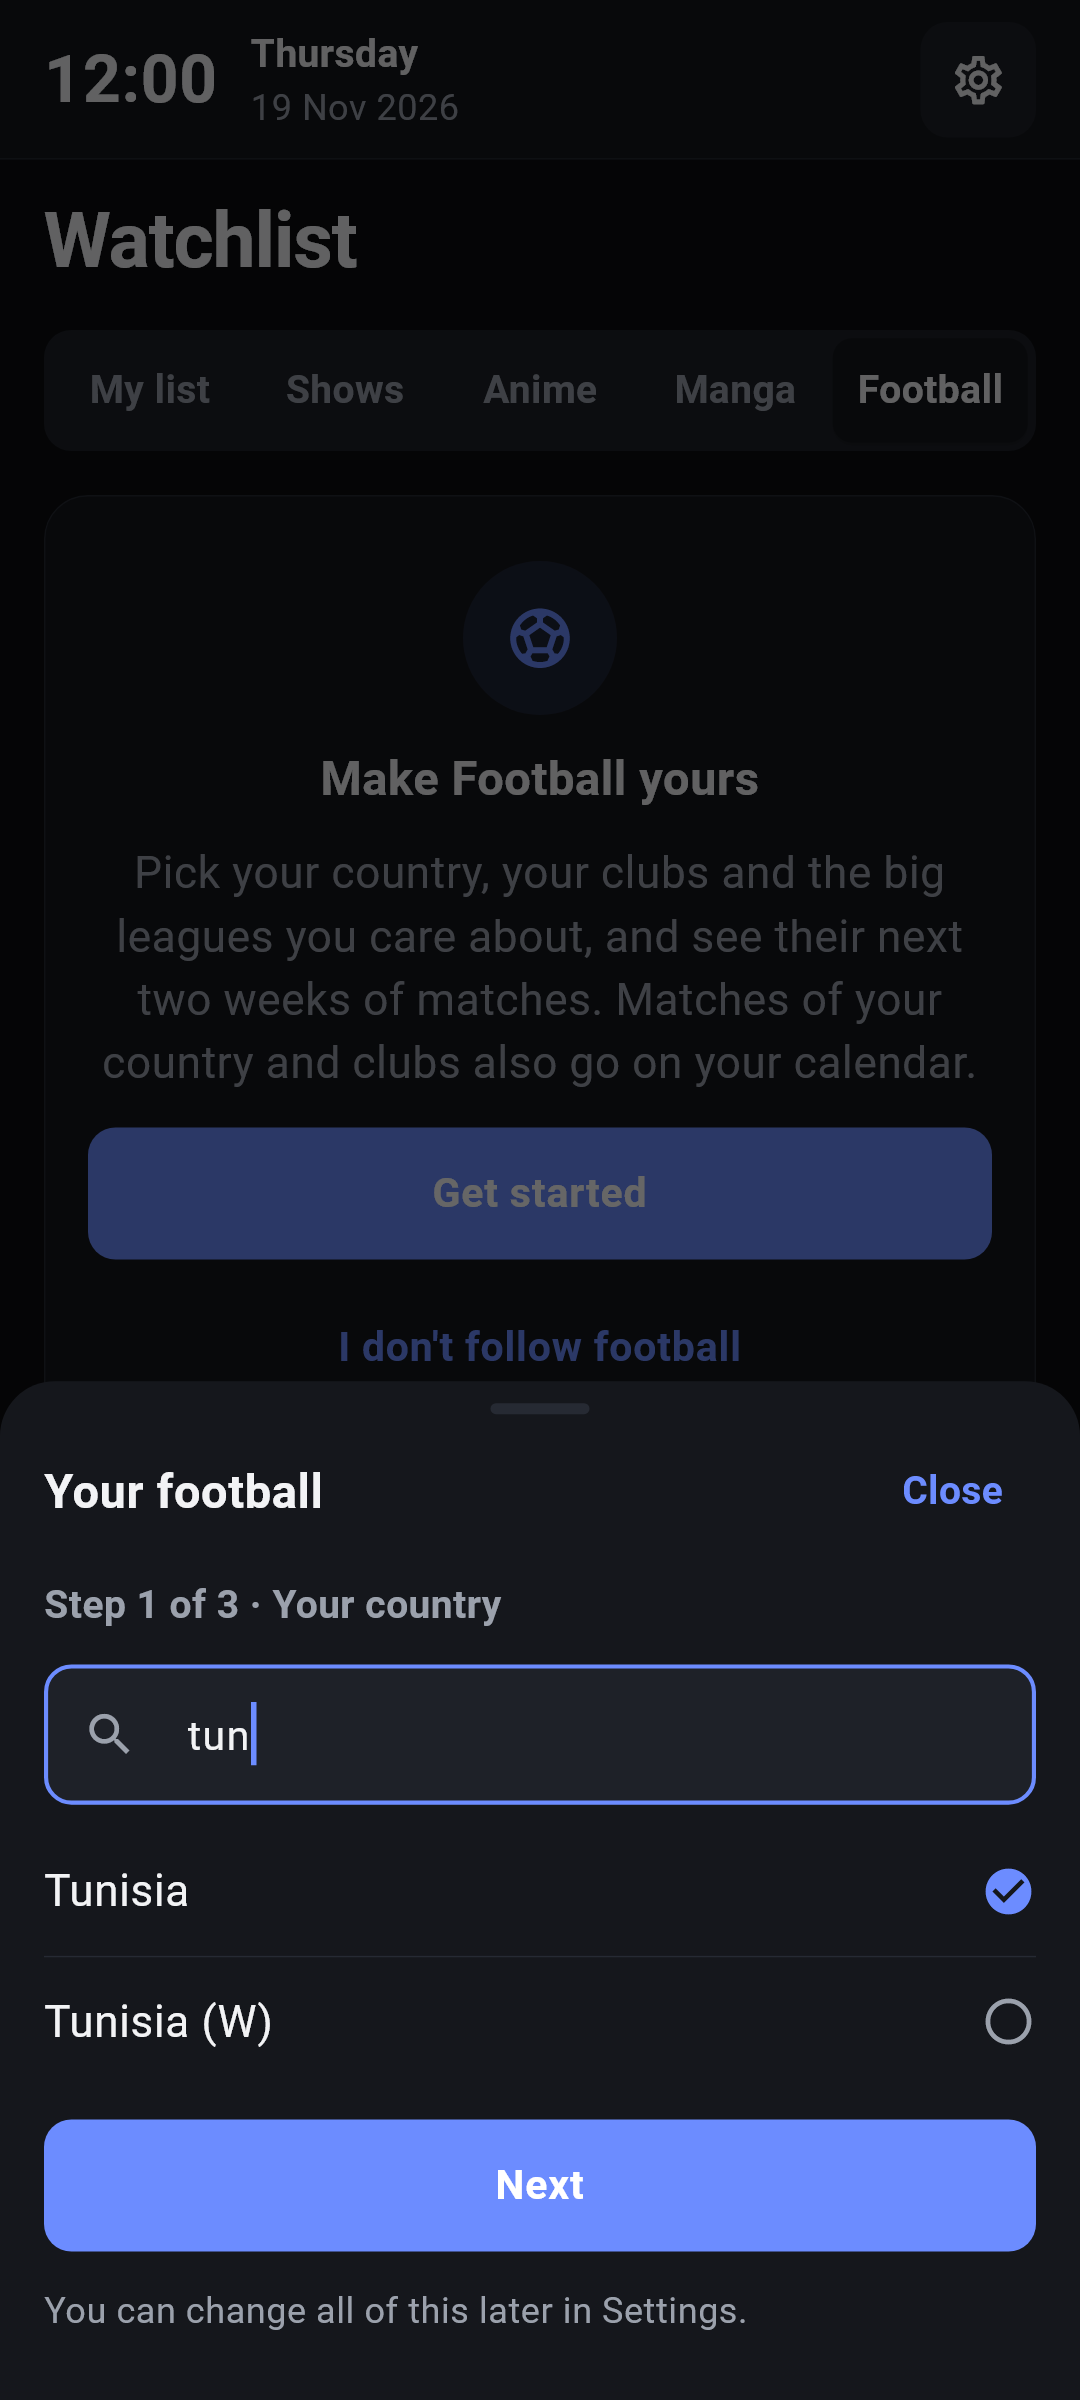 12:00
Thursday
19 Nov 2026
Watchlist
My list
Shows
Anime
Manga
Football
Make Football yours
Pick your country, your clubs and the big
leagues you care about, and see their next
two weeks of matches. Matches of your
country and clubs also go on your calendar.
Get started
I don't follow football
Your football
Close
Step 1 of 3 · Your country
tun
Tunisia
Tunisia (W)
Next
You can change all of this later in Settings.